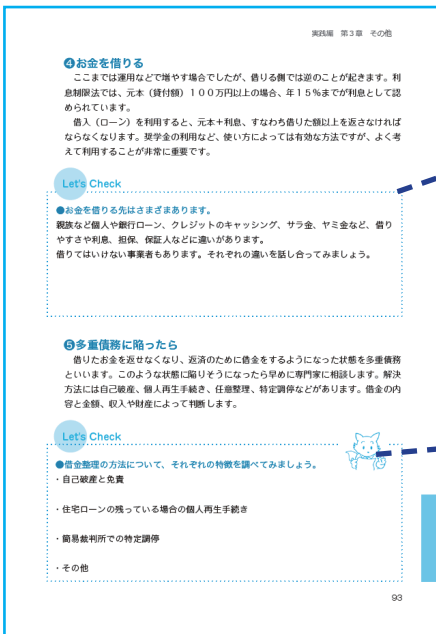 実践編 第3章 その他
❹お金を借りる
ここまでは運用などで増やす場合でしたが、借りる側では逆のことが起きます。利
息制限法では、元本（貸付額）１００万円以上の場合、年１５％までが利息として認
められています。
借入（ローン）を利用すると、元本＋利息、すなわち借りた額以上を返さなければ
ならなくなります。奨学金の利用など、使い方によっては有効な方法ですが、よく考
えて利用することが非常に重要です。
Let's Check
●お金を借りる先はさまざまあります。
親族など個人や銀行ローン、クレジットのキャッシング、サラ金、ヤミ金など、借り
やすさや利息、担保、保証人などに違いがあります。
借りてはいけない事業者もあります。それぞれの違いを話し合ってみましょう。
❺多重債務に陥ったら
借りたお金を返せなくなり、返済のために借金をするようになった状態を多重債務
といいます。このような状態に陥りそうになったら早めに専門家に相談します。解決
方法には自己破産、個人再生手続き、任意整理、特定調停などがあります。借金の内
容と金額、収入や財産によって判断します。
Let's Check
●借金整理の方法について、それぞれの特徴を調べてみましょう。
・自己破産と免責
・住宅ローンの残っている場合の個人再生手続き
・簡易裁判所での特定調停
・その他
93